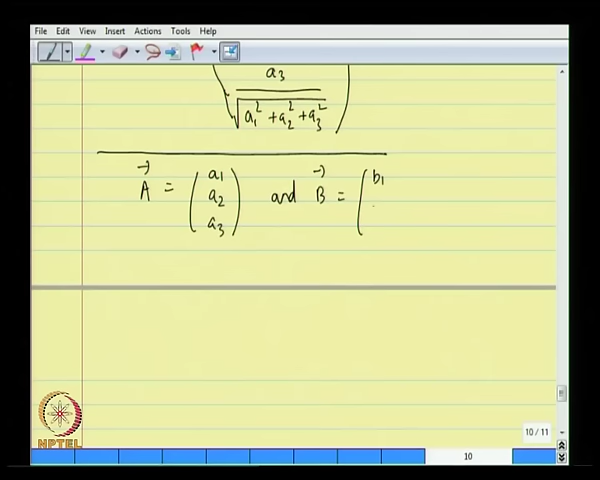 File Edit View Insert Actions Tools Help
a₃
√a₁² + a₂² + a₃²
A⃗ = (a₁ a₂ a₃) and B⃗ = (b₁
NPTEL
10 / 11
10